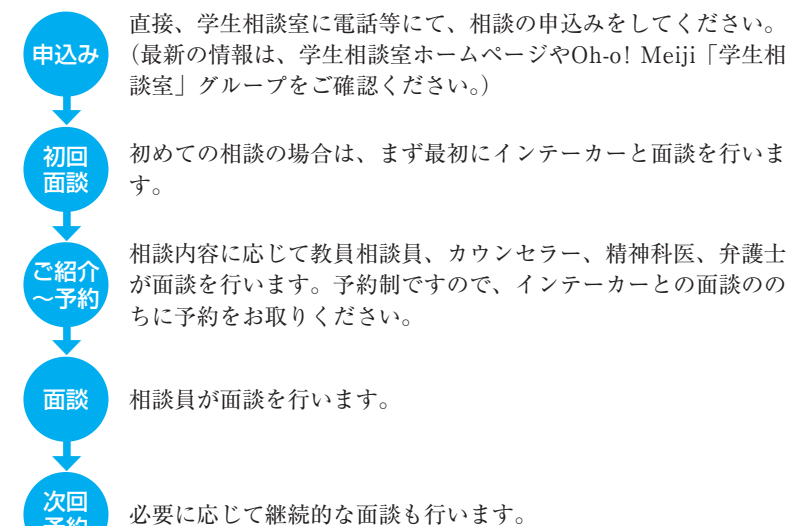 申込み
直接、学生相談室に電話等にて、相談の申込みをしてください。
（最新の情報は、学生相談室ホームページやOh-o! Meiji「学生相
談室」グループをご確認ください。）
初回
面談
初めての相談の場合は、まず最初にインテーカーと面談を行いま
す。
ご紹介
～予約
相談内容に応じて教員相談員、カウンセラー、精神科医、弁護士
が面談を行います。予約制ですので、インテーカーとの面談のの
ちに予約をお取りください。
面談
相談員が面談を行います。
次回
予約
必要に応じて継続的な面談も行います。